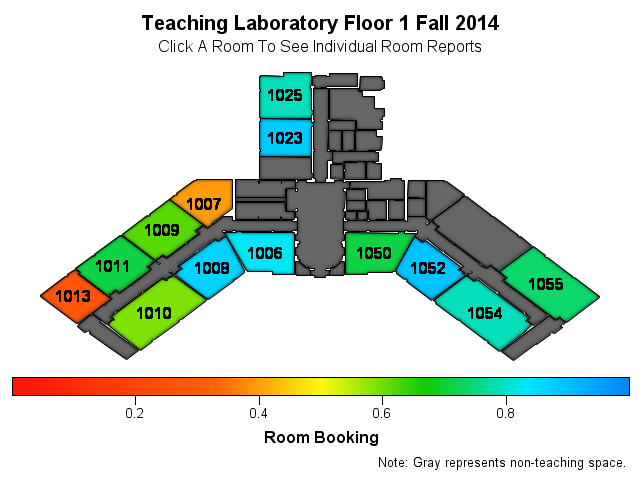 Teaching Laboratory Floor 1 Fall 2014
Click A Room To See Individual Room Reports
1025
1023
1007
1009
1006
1050
1011
1008
1052
1055
1013
1010
1054
0.2 0.4 0.6 0.8
Room Booking
Note: Gray represents non-teaching space.